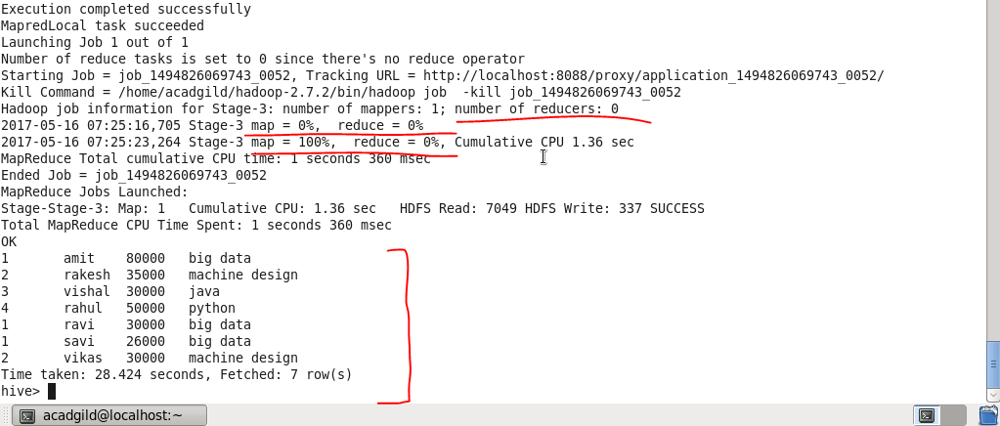 Execution completed successfully
MapredLocal task succeeded
Launching Job 1 out of 1
Number of reduce tasks is set to 0 since there's no reduce operator
Starting Job = job_1494826069743_0052, Tracking URL = http://localhost:8088/proxy/application_1494826069743_0052/
Kill Command = /home/acadgild/hadoop-2.7.2/bin/hadoop job  -kill job_1494826069743_0052
Hadoop job information for Stage-3: number of mappers: 1; number of reducers: 0
2017-05-16 07:25:16,705 Stage-3 map = 0%,  reduce = 0%
2017-05-16 07:25:23,264 Stage-3 map = 100%,  reduce = 0%, Cumulative CPU 1.36 sec
MapReduce Total cumulative CPU time: 1 seconds 360 msec
Ended Job = job_1494826069743_0052
MapReduce Jobs Launched:
Stage-Stage-3: Map: 1   Cumulative CPU: 1.36 sec   HDFS Read: 7049 HDFS Write: 337 SUCCESS
Total MapReduce CPU Time Spent: 1 seconds 360 msec
OK
1	amit	80000	big data
2	rakesh	35000	machine design
3	vishal	30000	java
4	rahul	50000	python
1	ravi	30000	big data
1	savi	26000	big data
2	vikas	30000	machine design
Time taken: 28.424 seconds, Fetched: 7 row(s)
hive>
acadgild@localhost:~